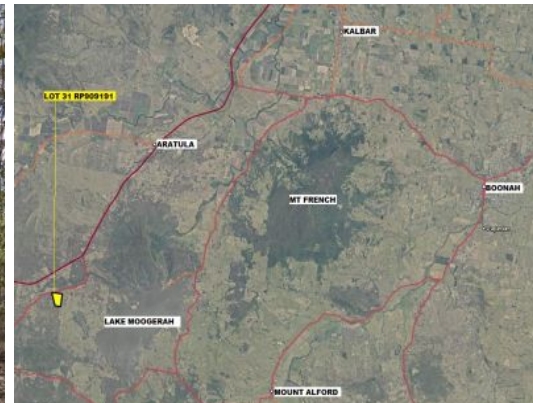 KALBAR
LOT 31 RP909191
ARATULA
BOONAH
MT FRENCH
LAKE MOOGERAH
MOUNT ALFORD